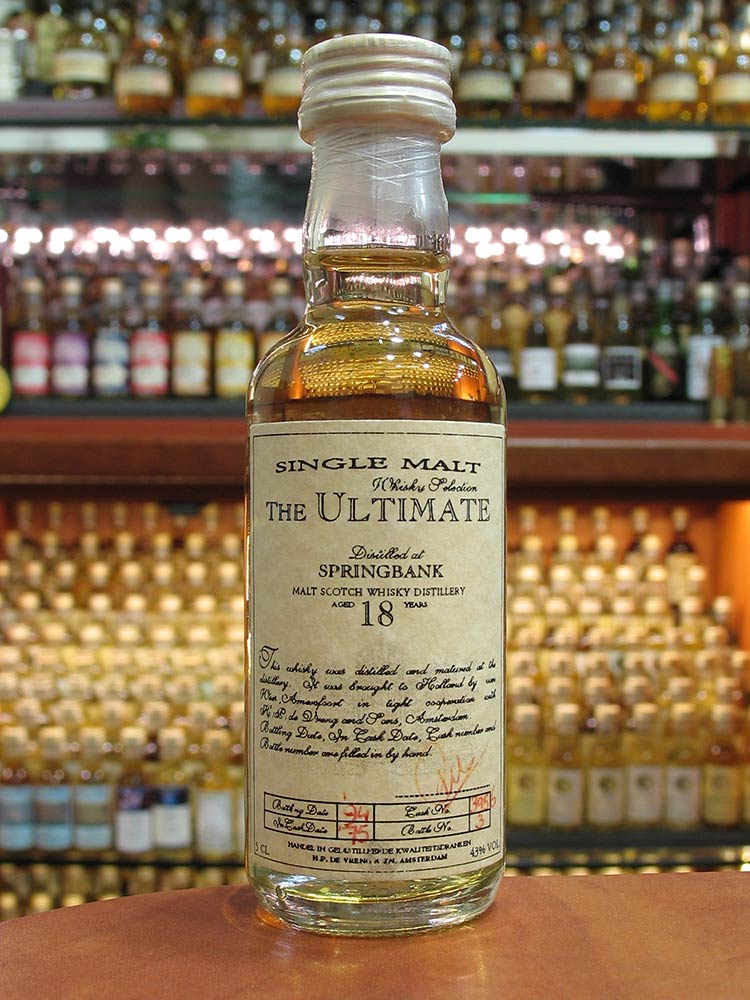 SINGLE MALT
Whisky Selection
THE ULTIMATE
Distilled at
SPRINGBANK
MALT SCOTCH WHISKY DISTILLERY
AGED 18 YEARS
This whisky was distilled and matured at the
distillery. It was brought to Holland by van
Wees Amersfoort in tight cooperation with
H.P. de Vreng and Sons, Amsterdam
Bottling Date, In Cask Date, Cask number and
Bottle number are filled in by hand.
Bottling Date '94 Cask No.
In Cask Date '75 Bottle No. 3
HANDEL IN GEDISTILLEERDE KWALITEITSDRANKEN
5 CL H.P. DE VRENG & ZN. AMSTERDAM 43% VOL